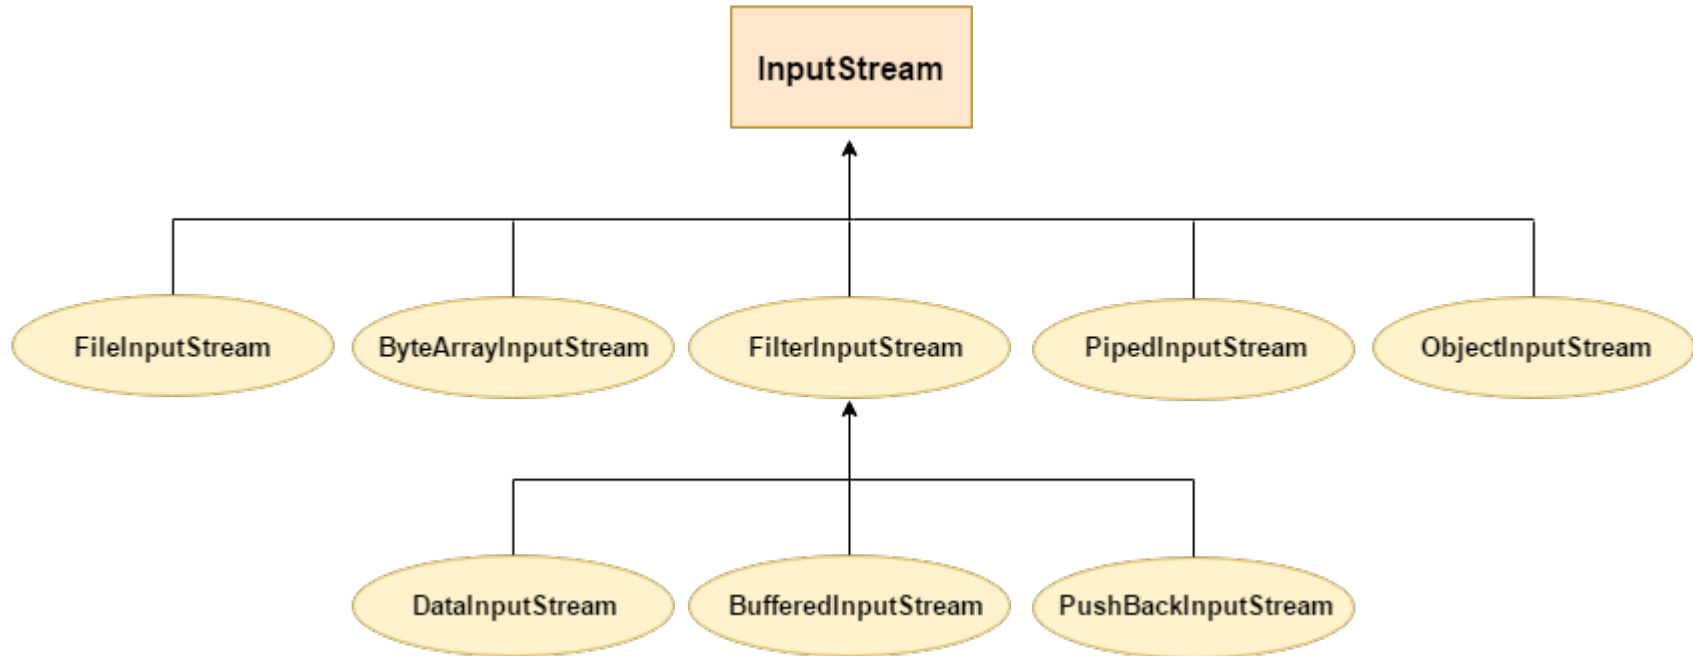 InputStream
FileInputStream
ByteArrayInputStream
FilterInputStream
PipedInputStream
ObjectInputStream
DataInputStream
BufferedInputStream
PushBackInputStream